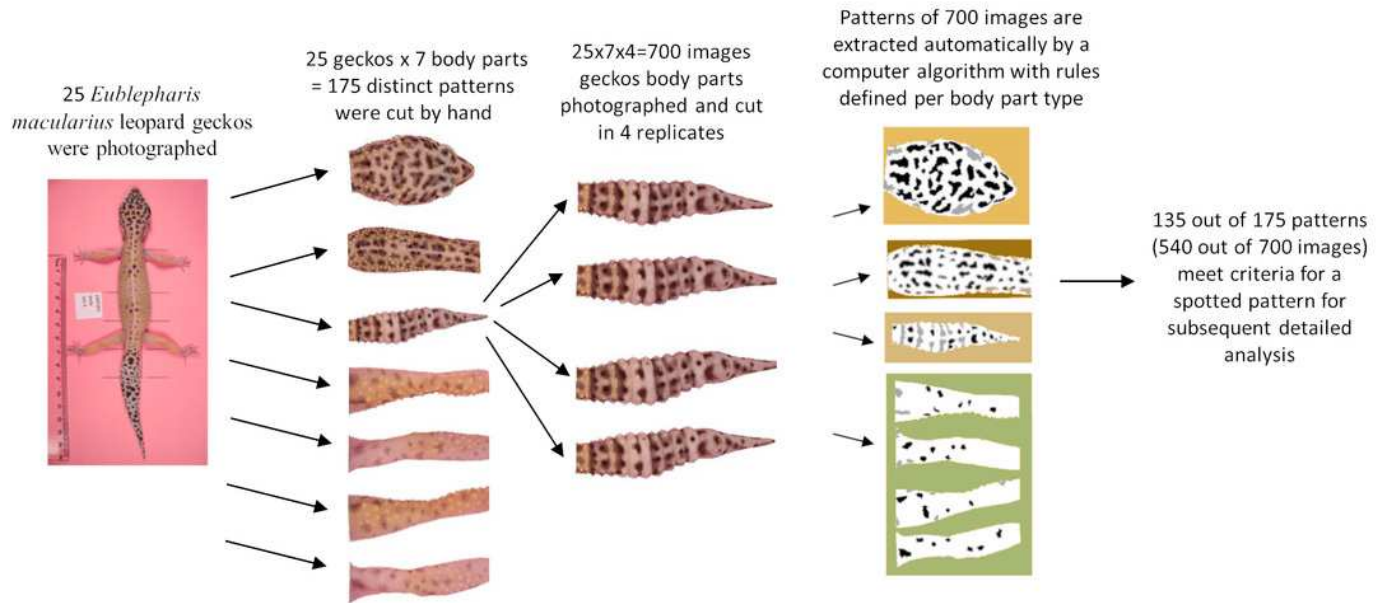 25 Eublepharis
macularius leopard geckos
were photographed
25 geckos x 7 body parts
= 175 distinct patterns
were cut by hand
25x7x4=700 images
geckos body parts
photographed and cut
in 4 replicates
Patterns of 700 images are
extracted automatically by a
computer algorithm with rules
defined per body part type
135 out of 175 patterns
(540 out of 700 images)
meet criteria for a
spotted pattern for
subsequent detailed
analysis